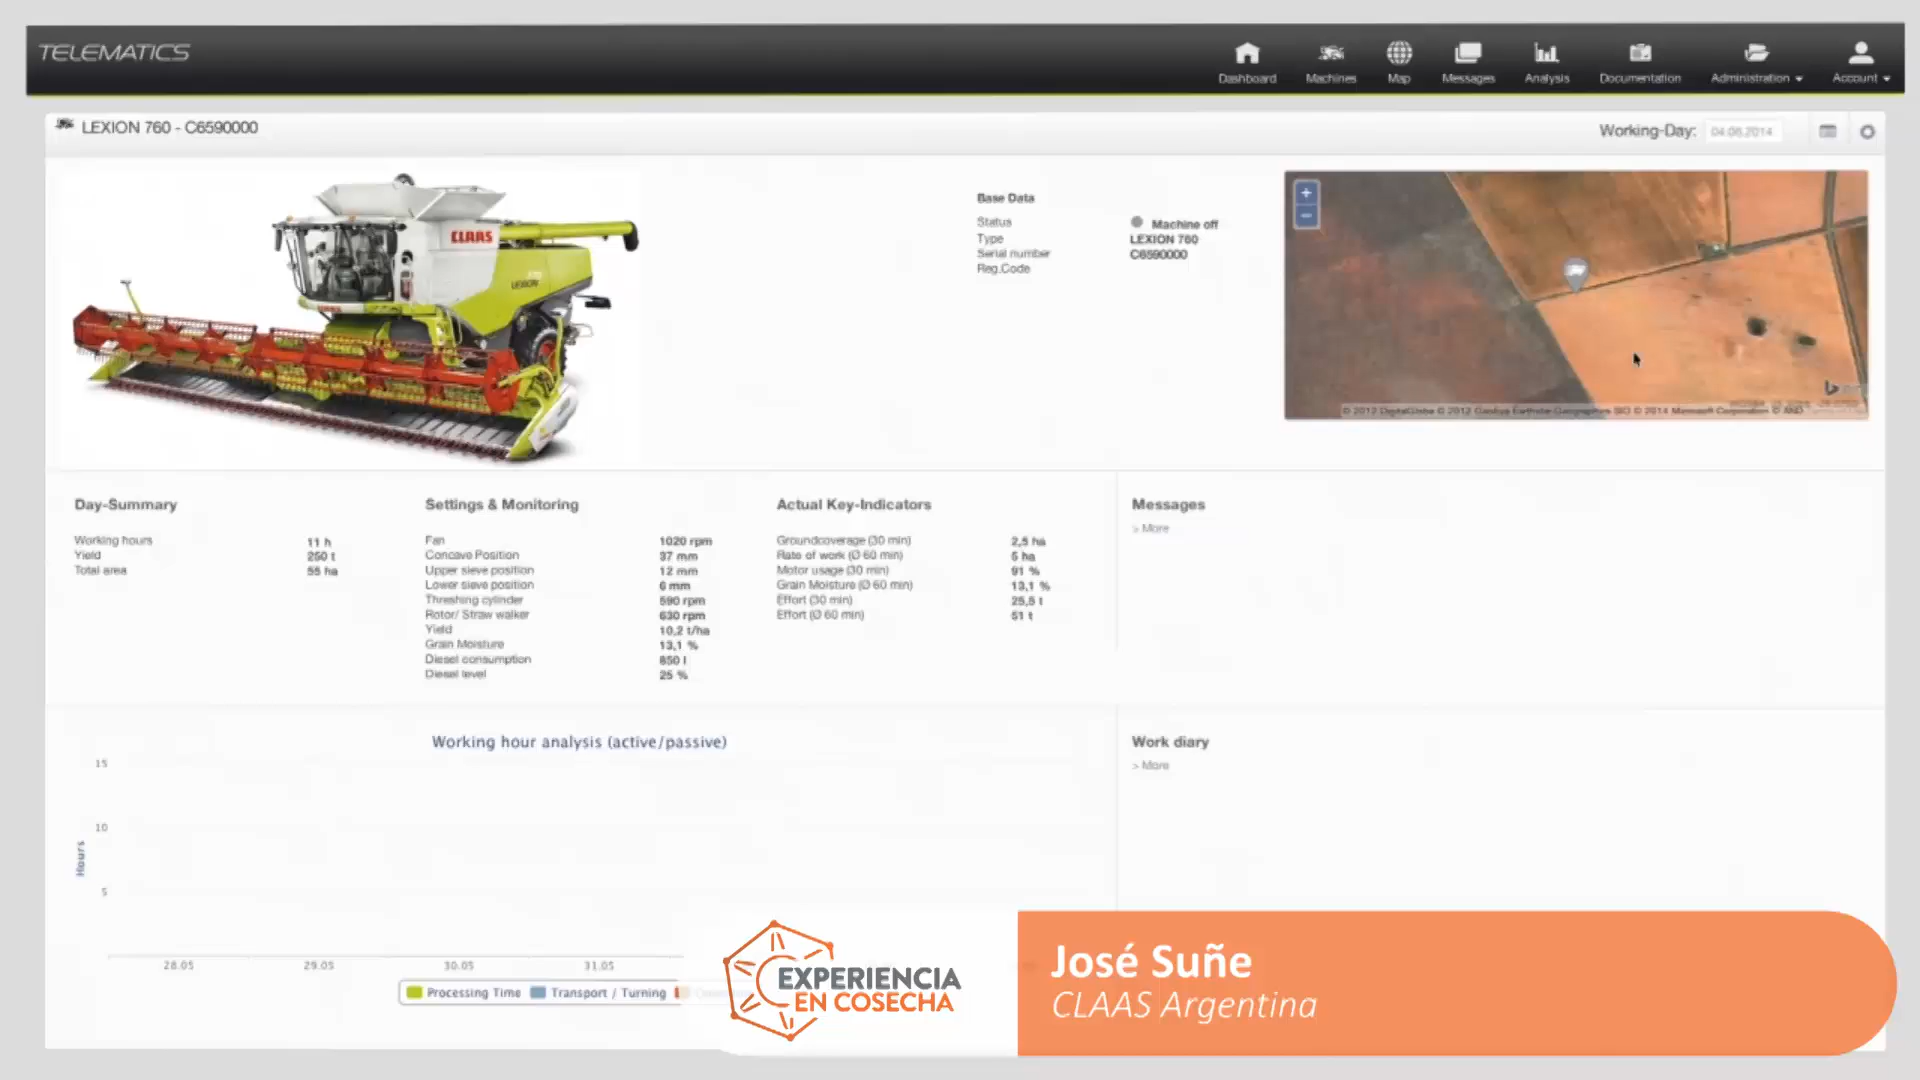 TELEMATICS
Dashboard
Machines
Map
Messages
Analysis
Documentation
Administration
Account
LEXION 760 - C6590000
Working-Day: 04.06.2014
CLAAS
LEXION
Base Data
Status Machine off
Type LEXION 760
Serial number C6590000
Reg.Code
Day-Summary
Working hours 11 h
Yield 250 t
Total area 55 ha
Settings & Monitoring
Fan 1020 rpm
Concave Position 37 mm
Upper sieve position 12 mm
Lower sieve position 6 mm
Threshing cylinder 590 rpm
Rotor/ Straw walker 630 rpm
Yield 10,2 t/ha
Grain Moisture 13,1 %
Diesel consumption 850 l
Diesel level 25 %
Actual Key-Indicators
Groundcoverage (30 min) 2,5 ha
Rate of work (Ø 60 min) 5 ha
Motor usage (30 min) 91 %
Grain Moisture (Ø 60 min) 13,1 %
Effort (30 min) 25,5 t
Effort (Ø 60 min) 51 t
Messages
> More
Working hour analysis (active/passive)
15
10
5
Hours
28.05 29.05 30.05 31.05
Processing Time Transport / Turning
Work diary
> More
EXPERIENCIA
EN COSECHA
José Suñe
CLAAS Argentina